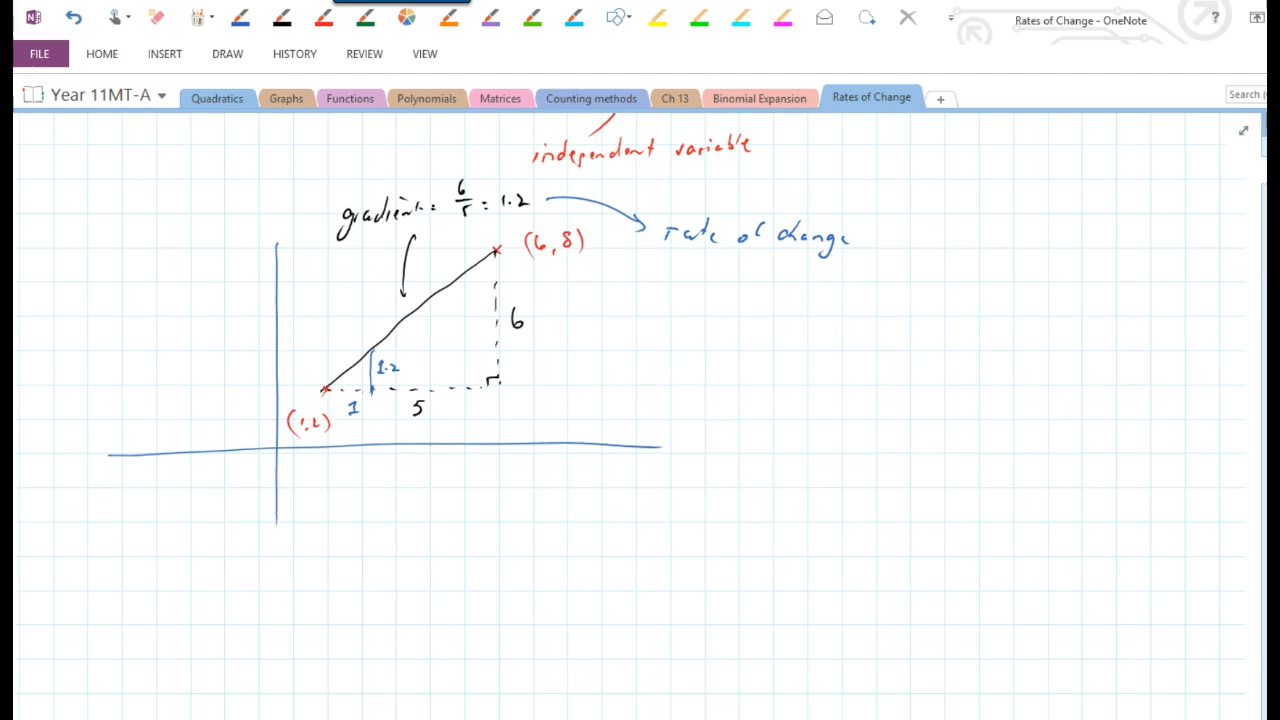 Rates of Change - OneNote
?
FILE HOME INSERT DRAW HISTORY REVIEW VIEW
Year 11MT-A
Quadratics Graphs Functions Polynomials Matrices Counting methods Ch 13 Binomial Expansion Rates of Change +
Search (
independent variable
gradient = 6/5 = 1.2
rate of change
(6, 8)
6
1.2
1
5
(1,2)